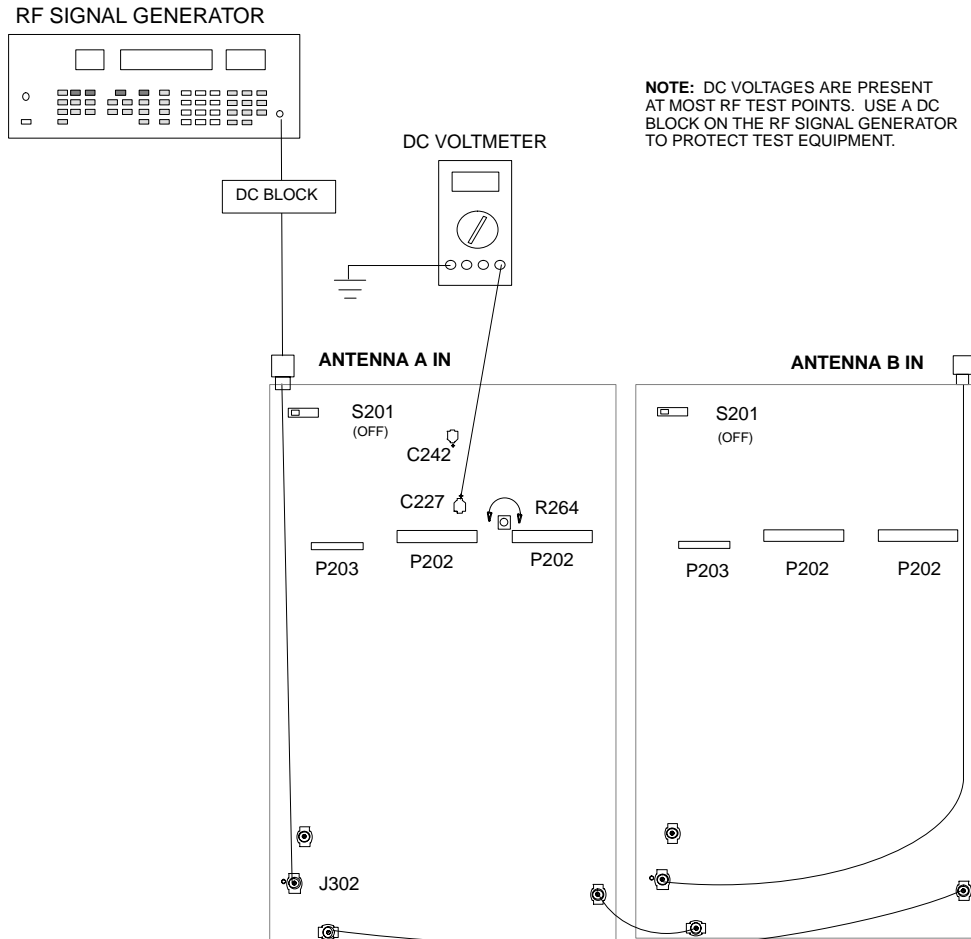 RF SIGNAL GENERATOR
NOTE: DC VOLTAGES ARE PRESENT
AT MOST RF TEST POINTS. USE A DC
BLOCK ON THE RF SIGNAL GENERATOR
TO PROTECT TEST EQUIPMENT.
DC VOLTMETER
DC BLOCK
ANTENNA A IN
ANTENNA B IN
S201
(OFF)
C242
C227
R264
P203
P202
P202
J302
S201
(OFF)
P203
P202
P202